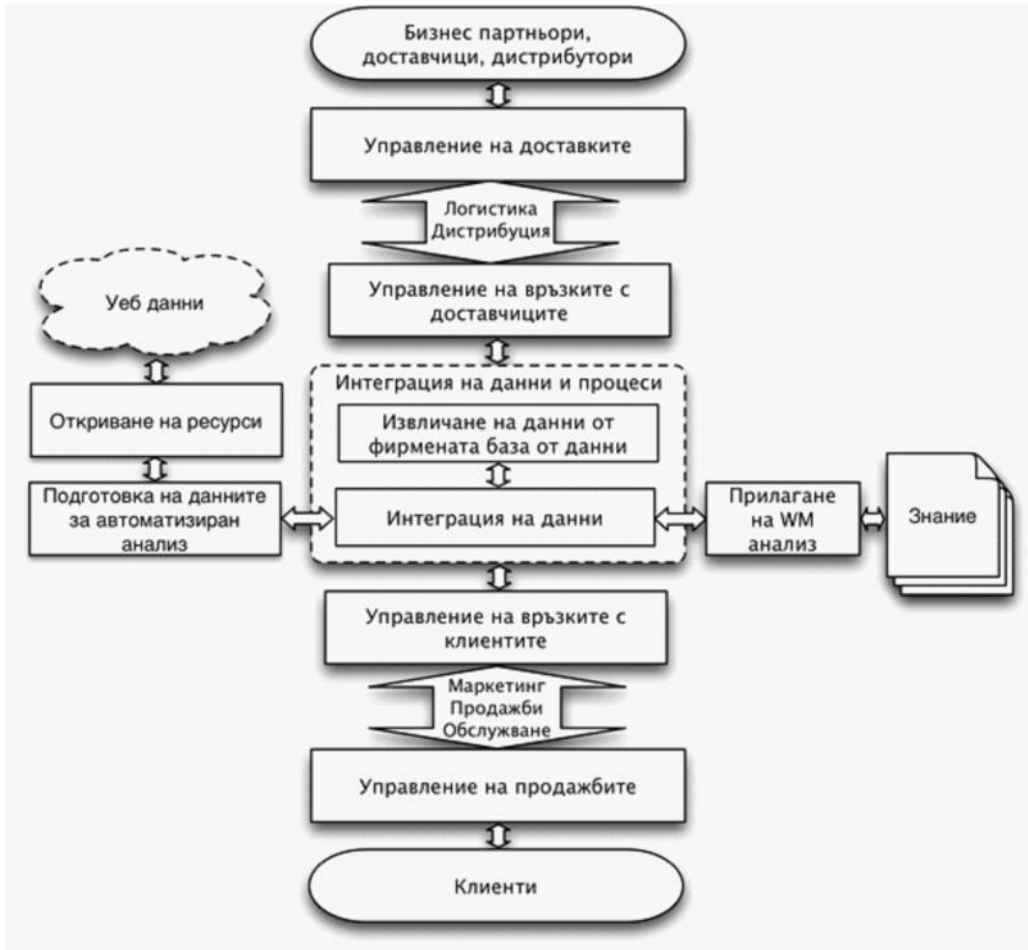 Бизнес партньори,
доставчици, дистрибутори
Управление на доставките
Логистика
Дистрибуция
Управление на връзките с
доставчиците
Уеб данни
Откриване на ресурси
Подготовка на данните
за автоматизиран
анализ
Интеграция на данни и процеси
Извличане на данни от
фирмената база от данни
Интеграция на данни
Прилагане
на WM
анализ
Знание
Управление на връзките с
клиентите
Маркетинг
Продажби
Обслужване
Управление на продажбите
Клиенти